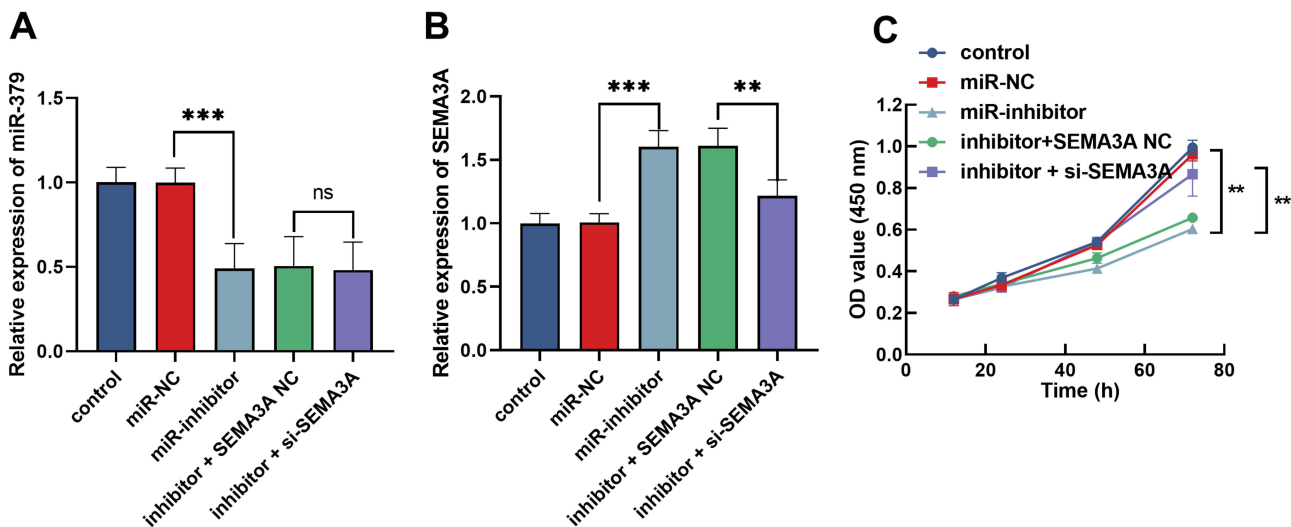 A
Relative expression of miR-379
1.5
1.0
0.5
0.0
***
ns
control
miR-NC
miR-inhibitor
inhibitor + SEMA3A NC
inhibitor + si-SEMA3A
B
Relative expression of SEMA3A
2.0
1.5
1.0
0.5
0.0
***
**
control
miR-NC
miR-inhibitor
inhibitor + SEMA3A NC
inhibitor + si-SEMA3A
C
control
miR-NC
miR-inhibitor
inhibitor+SEMA3A NC
inhibitor + si-SEMA3A
OD value (450 nm)
1.2
1.0
0.8
0.6
0.4
0.2
0.0
0
20
40
60
80
Time (h)
**
**